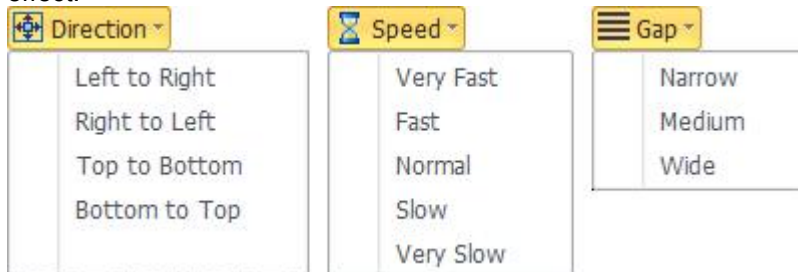 Direction
Left to Right
Right to Left
Top to Bottom
Bottom to Top
Speed
Very Fast
Fast
Normal
Slow
Very Slow
Gap
Narrow
Medium
Wide